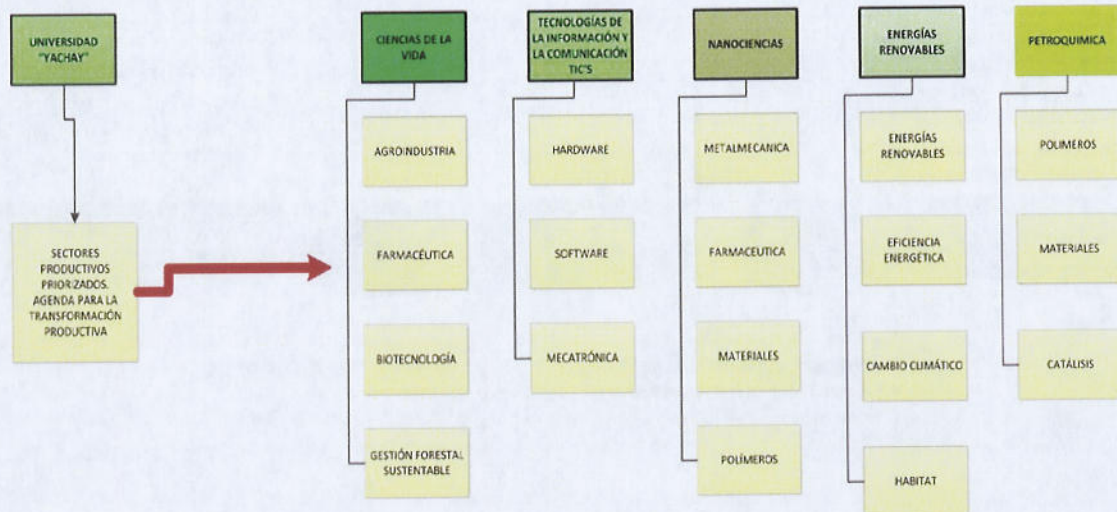 UNIVERSIDAD
"YACHAY"
SECTORES
PRODUCTIVOS
PRIORIZADOS.
AGENDA PARA LA
TRANSFORMACIÓN
PRODUCTIVA
CIENCIAS DE LA
VIDA
AGROINDUSTRIA
FARMACÉUTICA
BIOTECNOLOGÍA
GESTIÓN FORESTAL
SUSTENTABLE
TECNOLOGÍAS DE
LA INFORMACIÓN Y
LA COMUNICACIÓN
TIC'S
HARDWARE
SOFTWARE
MECATRÓNICA
NANOCIENCIAS
METALMECANICA
FARMACEUTICA
MATERIALES
POLÍMEROS
ENERGÍAS
RENOVABLES
ENERGÍAS
RENOVABLES
EFICIENCIA
ENERGÉTICA
CAMBIO CLIMÁTICO
HABITAT
PETROQUIMICA
POLIMEROS
MATERIALES
CATÁLISIS